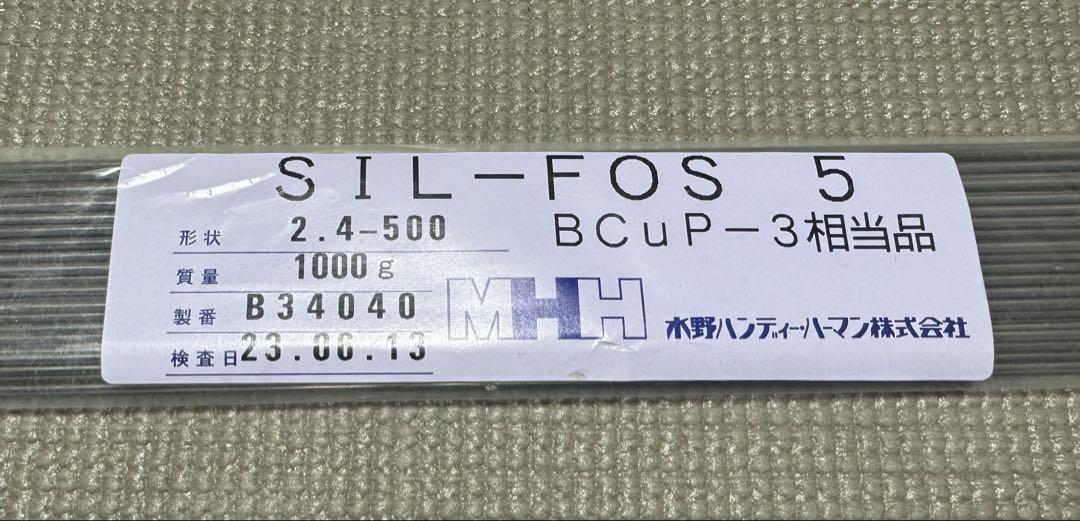 SIL-FOS 5
形状 2.4-500
BCuP-3相当品
質量 1000g
製番 B34040
検査日 23.06.13
MHH
水野ハンディー・ハーマン株式会社